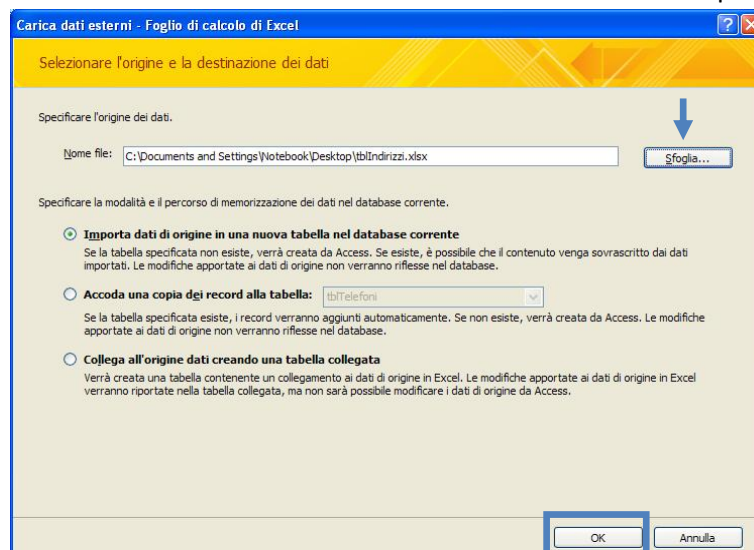 Carica dati esterni - Foglio di calcolo di Excel
Selezionare l'origine e la destinazione dei dati
Specificare l'origine dei dati.
Nome file: C:\Documents and Settings\Notebook\Desktop\tblIndirizzi.xlsx Sfoglia...
Specificare la modalità e il percorso di memorizzazione dei dati nel database corrente.
Importa dati di origine in una nuova tabella nel database corrente
Se la tabella specificata non esiste, verrà creata da Access. Se esiste, è possibile che il contenuto venga sovrascritto dai dati
importati. Le modifiche apportate ai dati di origine non verranno riflesse nel database.
Accoda una copia dei record alla tabella: tblTelefoni
Se la tabella specificata esiste, i record verranno aggiunti automaticamente. Se non esiste, verrà creata da Access. Le modifiche
apportate ai dati di origine non verranno riflesse nel database.
Collega all'origine dati creando una tabella collegata
Verrà creata una tabella contenente un collegamento ai dati di origine in Excel. Le modifiche apportate ai dati di origine in Excel
verranno riportate nella tabella collegata, ma non sarà possibile modificare i dati di origine da Access.
OK Annulla